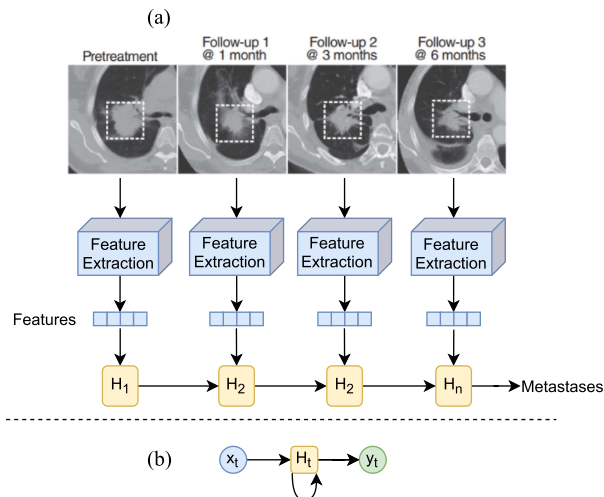 (a)
Pretreatment
Follow-up 1
@ 1 month
Follow-up 2
@ 3 months
Follow-up 3
@ 6 months
Feature
Extraction
Feature
Extraction
Feature
Extraction
Feature
Extraction
Features
H1
H2
H2
Hn
Metastases
(b)
xt
Ht
yt